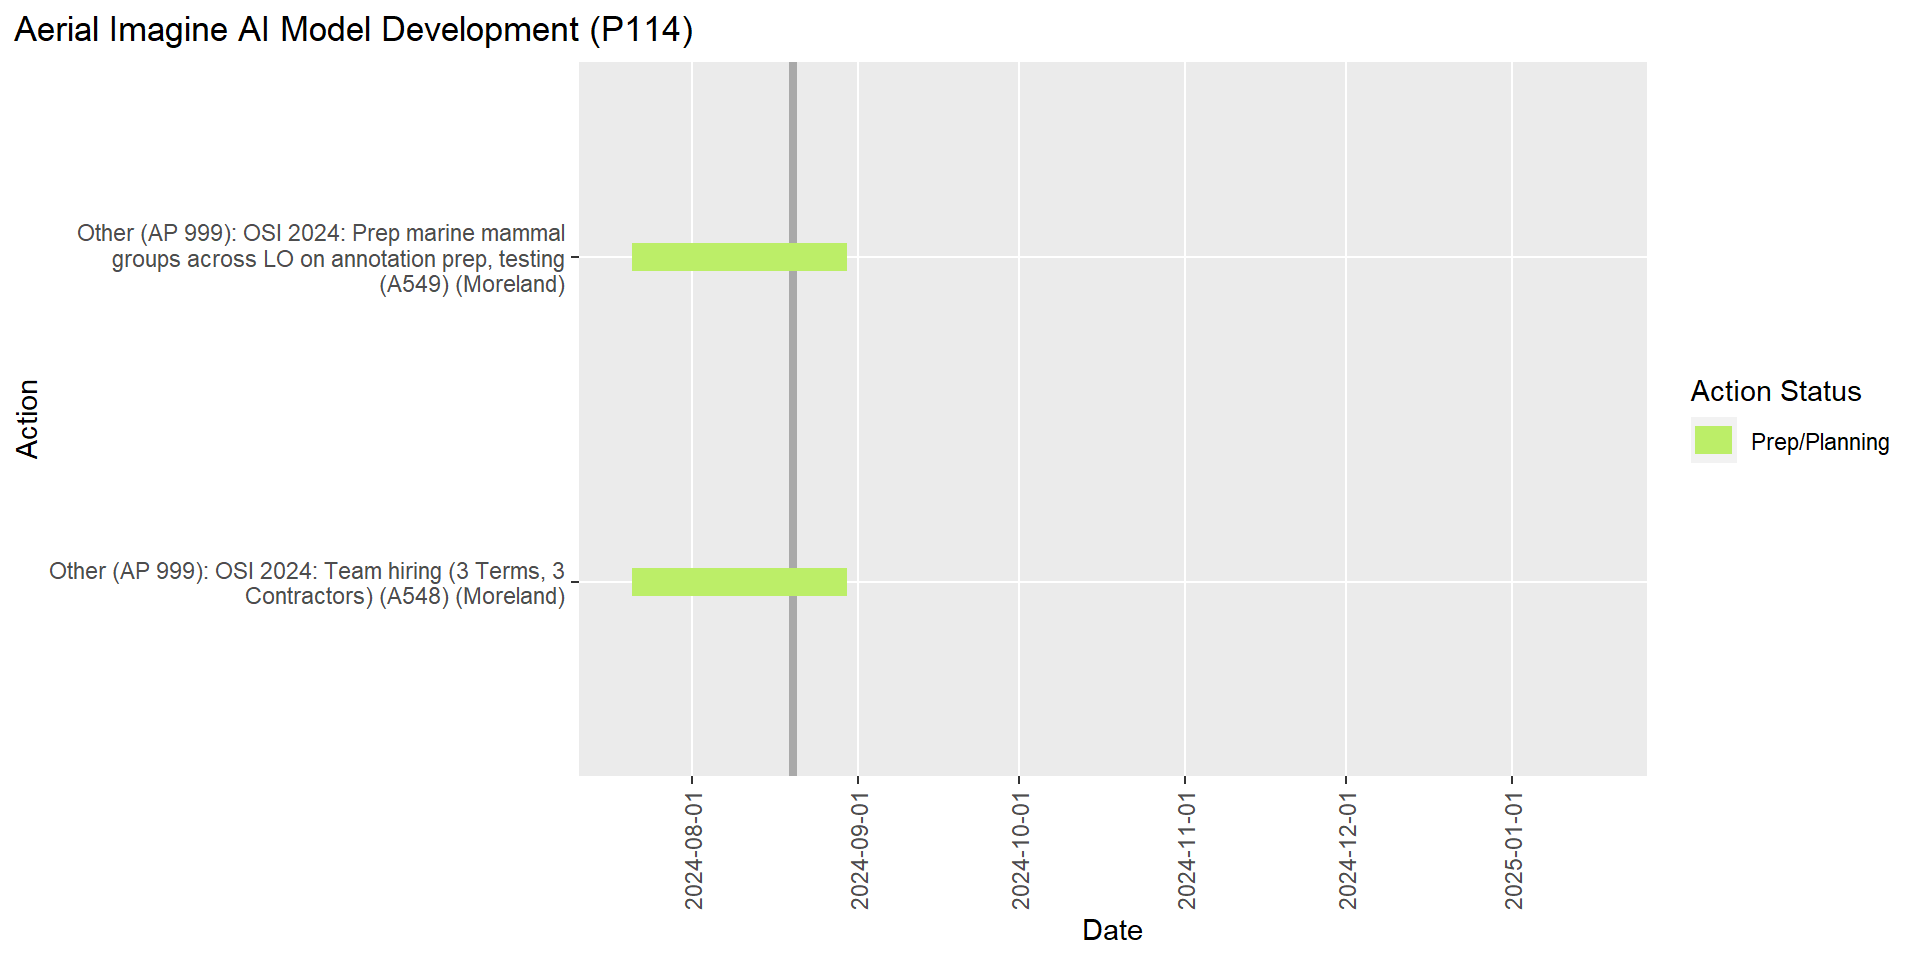 Aerial Imagine AI Model Development (P114)
Other (AP 999): OSI 2024: Prep marine mammal
groups across LO on annotation prep, testing
(A549) (Moreland)
Other (AP 999): OSI 2024: Team hiring (3 Terms, 3
Contractors) (A548) (Moreland)
Action
2024-08-01
2024-09-01
2024-10-01
2024-11-01
2024-12-01
2025-01-01
Date
Action Status
Prep/Planning